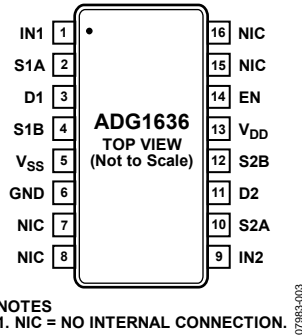 IN1 1
S1A 2
D1 3
S1B 4
VSS 5
GND 6
NIC 7
NIC 8
ADG1636
TOP VIEW
(Not to Scale)
16 NIC
15 NIC
14 EN
13 VDD
12 S2B
11 D2
10 S2A
9 IN2
NOTES
1. NIC = NO INTERNAL CONNECTION.
07983-003